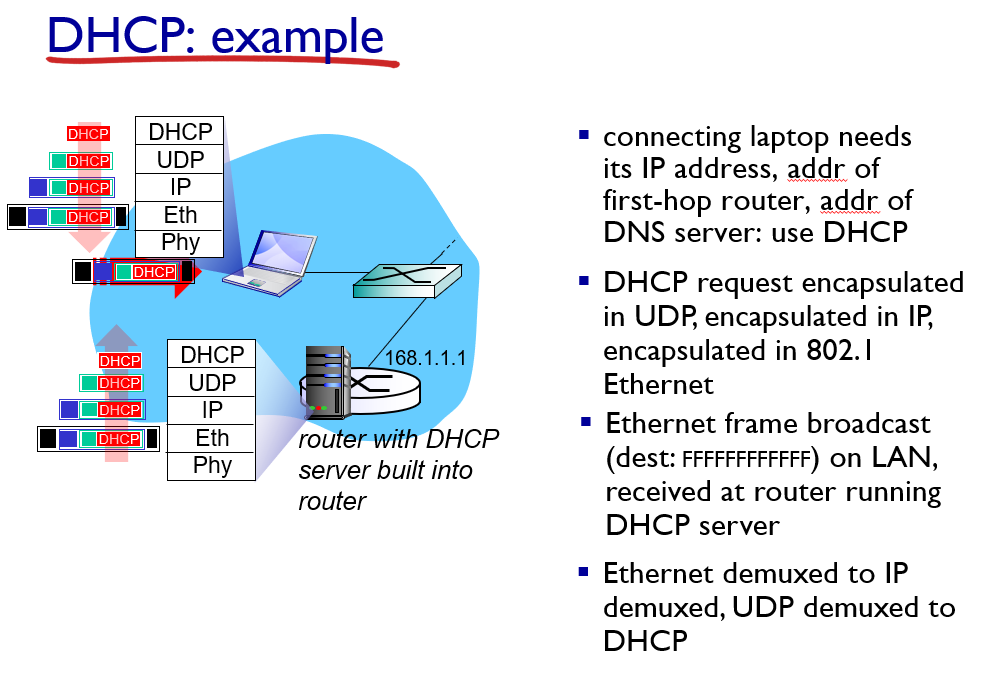 DHCP: example
DHCP
DHCP
DHCP
DHCP
DHCP
DHCP
UDP
IP
Eth
Phy
DHCP
DHCP
DHCP
DHCP
DHCP
UDP
IP
Eth
Phy
168.1.1.1
router with DHCP
server built into
router
connecting laptop needs
its IP address, addr of
first-hop router, addr of
DNS server: use DHCP
DHCP request encapsulated
in UDP, encapsulated in IP,
encapsulated in 802.1
Ethernet
Ethernet frame broadcast
(dest: FFFFFFFFFFFF) on LAN,
received at router running
DHCP server
Ethernet demuxed to IP
demuxed, UDP demuxed to
DHCP